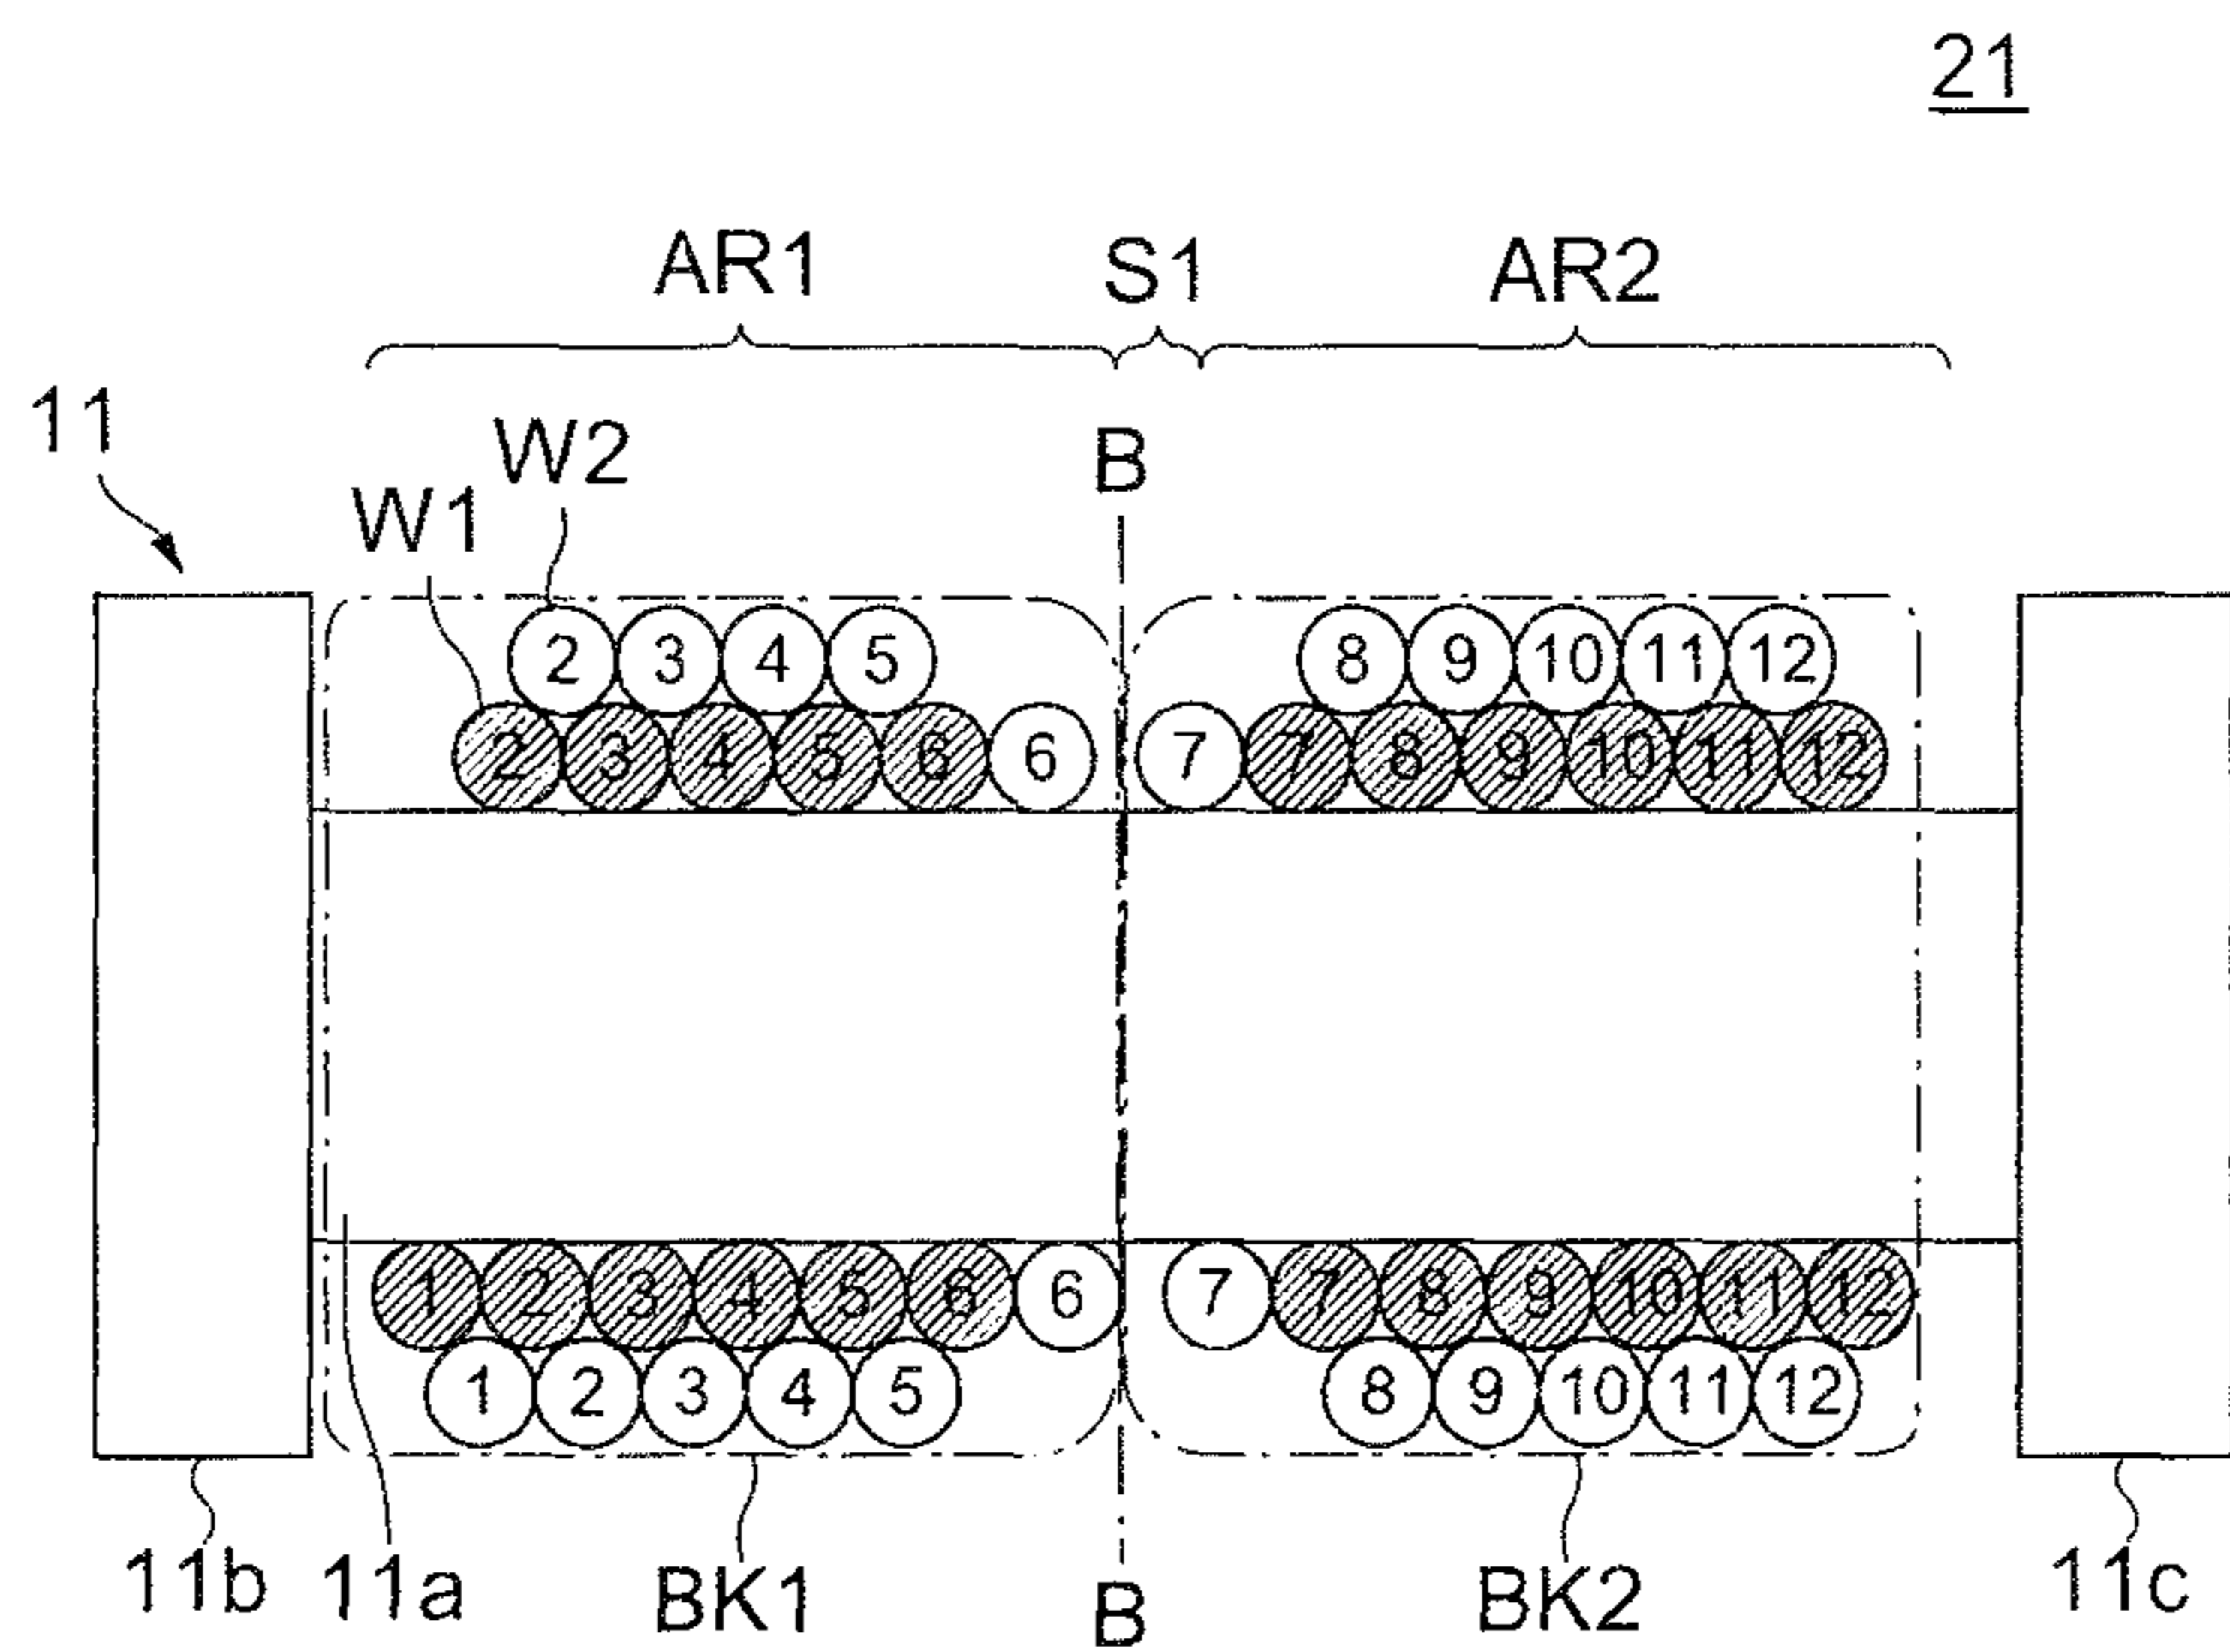 21
AR1 S1 AR2
11
W2
B
W1
2 3 4 5 8 9 10 11 12
2 3 4 5 6 6 7 7 8 9 10 11 12
1 2 3 4 5 6 6 7 7 8 9 10 11 12
1 2 3 4 5 8 9 10 11 12
11b 11a BK1 B BK2 11c